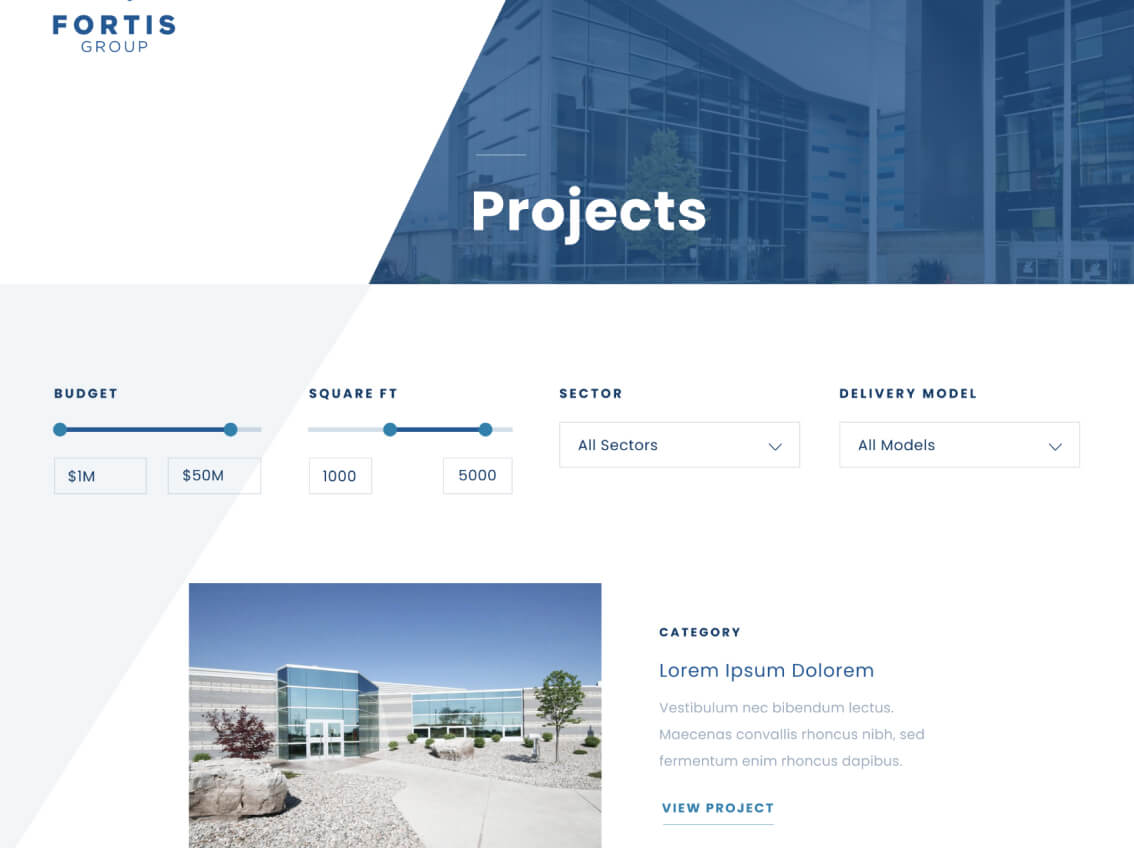 FORTIS
GROUP
Projects
BUDGET
$1M
$50M
SQUARE FT
1000
5000
SECTOR
All Sectors
DELIVERY MODEL
All Models
CATEGORY
Lorem Ipsum Dolorem
Vestibulum nec bibendum lectus.
Maecenas convallis rhoncus nibh, sed
fermentum enim rhoncus dapibus.
VIEW PROJECT